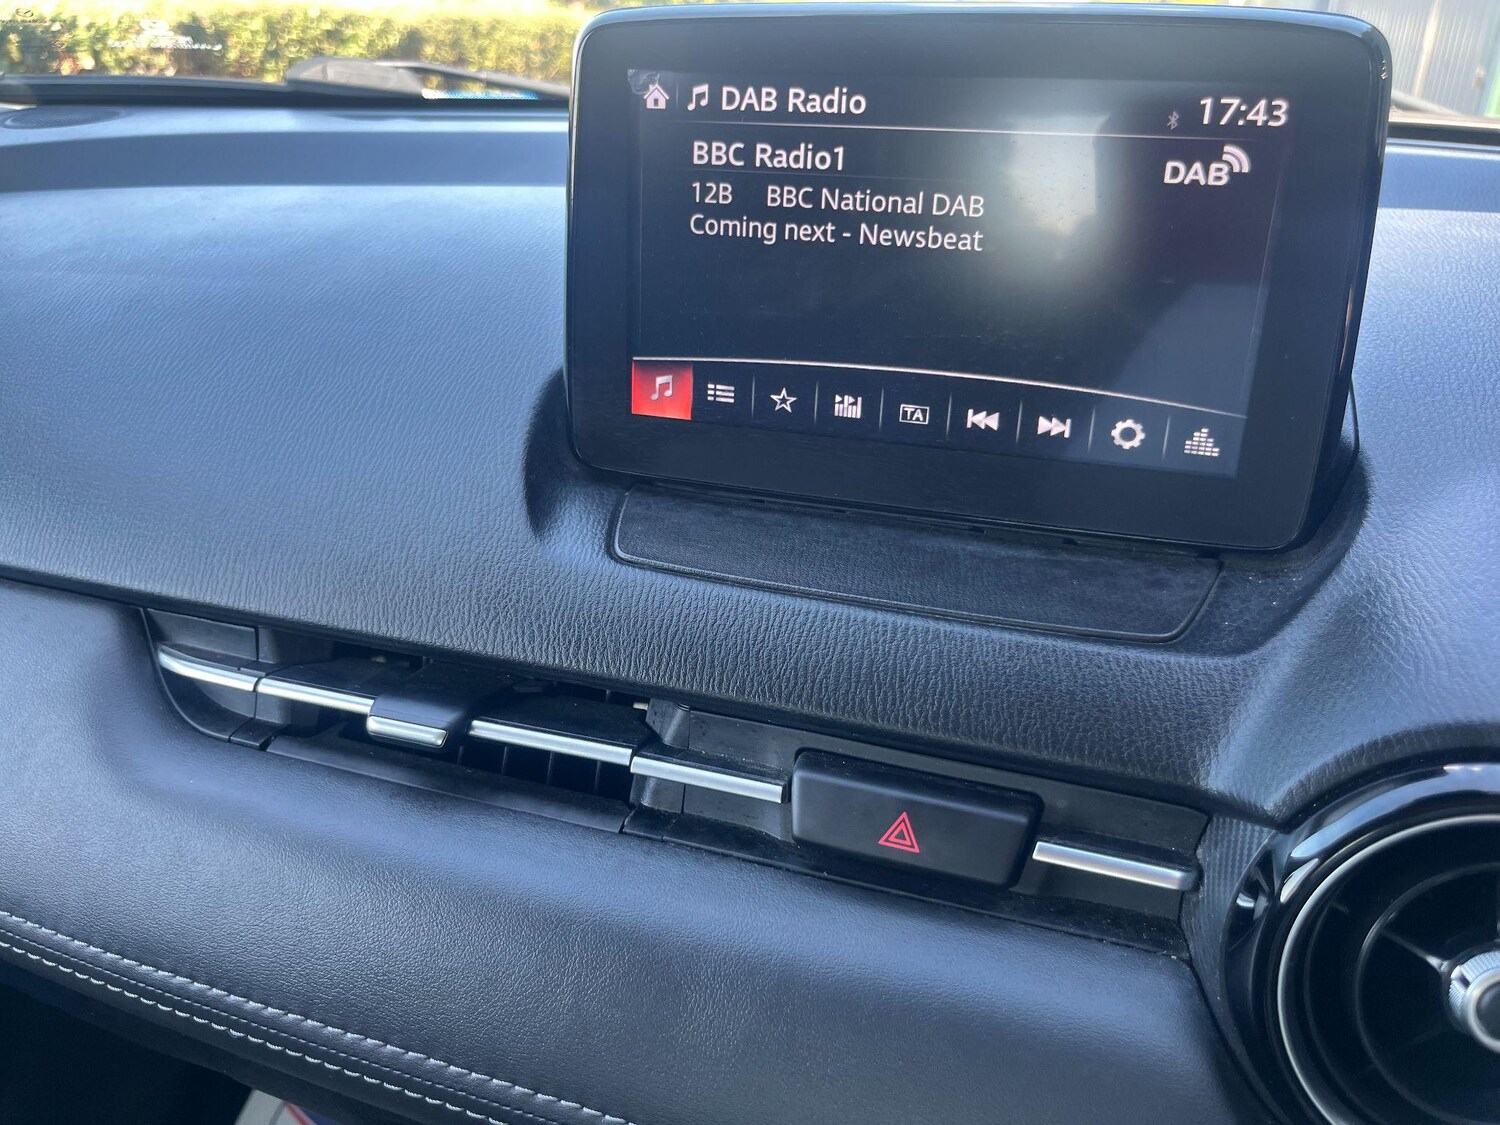 DAB Radio
17:43
BBC Radio1
DAB
12B BBC National DAB
Coming next - Newsbeat
TA